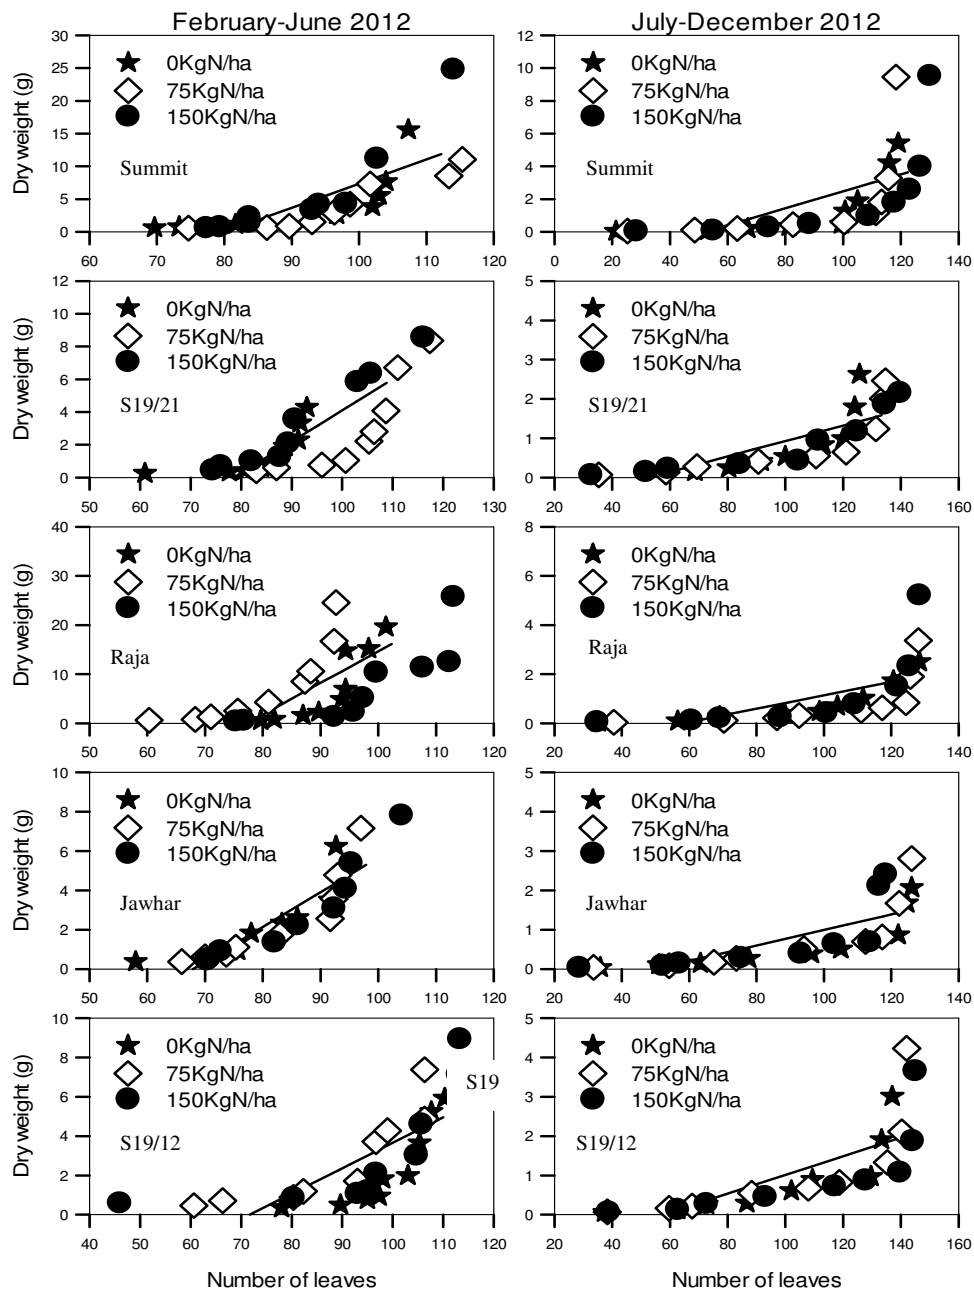 February-June 2012 July-December 2012
30
25
20
15
10
5
0
Dry weight (g)
0KgN/ha
75KgN/ha
150KgN/ha
Summit
60 70 80 90 100 110 120
12
10
8
6
4
2
0
0KgN/ha
75KgN/ha
150KgN/ha
Summit
0 20 40 60 80 100 120 140
12
10
8
6
4
2
0
Dry weight (g)
0KgN/ha
75KgN/ha
150KgN/ha
S19/21
50 60 70 80 90 100 110 120 130
5
4
3
2
1
0
0KgN/ha
75KgN/ha
150KgN/ha
S19/21
20 40 60 80 100 120 140 160
40
30
20
10
0
Dry weight (g)
0KgN/ha
75KgN/ha
150KgN/ha
Raja
50 60 70 80 90 100 110 120
8
6
4
2
0
0KgN/ha
75KgN/ha
150KgN/ha
Raja
20 40 60 80 100 120 140
10
8
6
4
2
0
Dry weight (g)
0KgN/ha
75KgN/ha
150KgN/ha
Jawhar
50 60 70 80 90 100 110 120
5
4
3
2
1
0
0KgN/ha
75KgN/ha
150KgN/ha
Jawhar
20 40 60 80 100 120 140
10
8
6
4
2
0
Dry weight (g)
0KgN/ha
75KgN/ha
150KgN/ha
S19
S19/12
40 50 60 70 80 90 100 110 120
Number of leaves
5
4
3
2
1
0
0KgN/ha
75KgN/ha
150KgN/ha
S19/12
20 40 60 80 100 120 140 160
Number of leaves